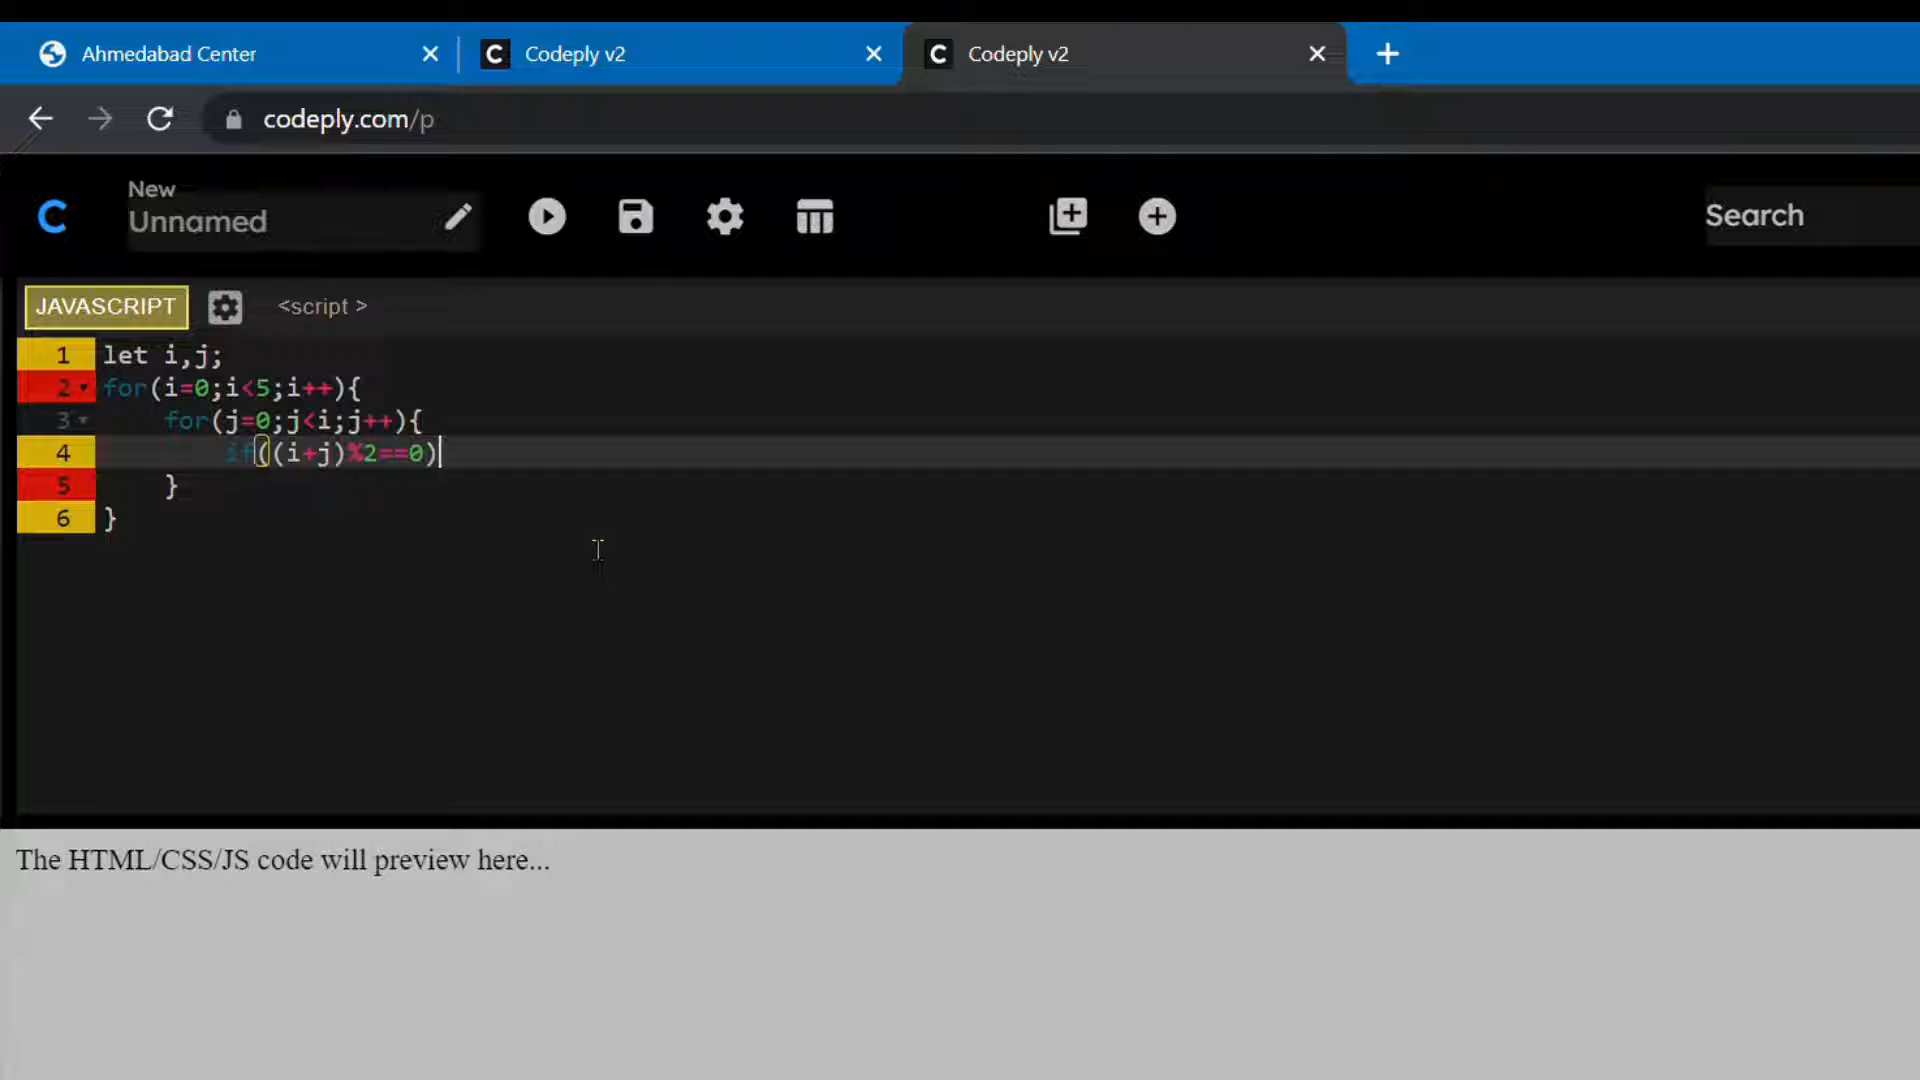 Ahmedabad Center
Codeply v2
Codeply v2
codeply.com/p
New
Unnamed
Search
JAVASCRIPT
<script >
1 let i,j;
2 for(i=0;i<5;i++){
3     for(j=0;j<i;j++){
4         if((i+j)%2==0)
5     }
6 }
The HTML/CSS/JS code will preview here...